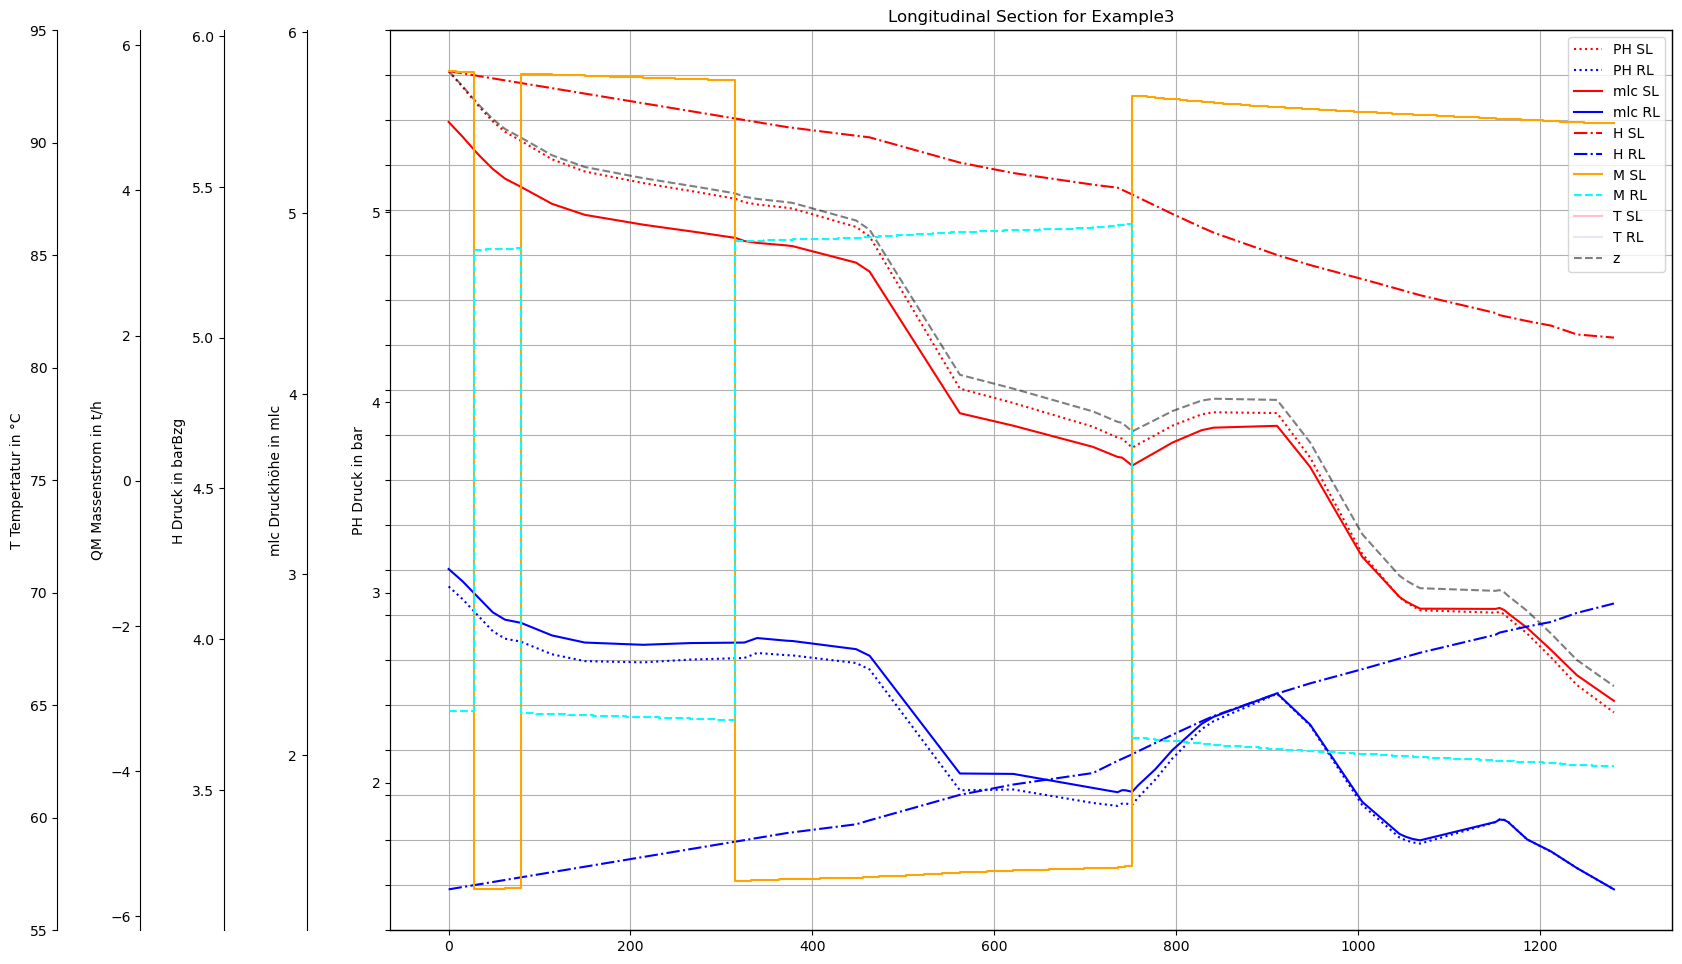 Longitudinal Section for Example3
T Tempertatur in °C
95
90
85
80
75
70
65
60
55
QM Massenstrom in t/h
6
4
2
0
−2
−4
−6
H Druck in barBzg
6.0
5.5
5.0
4.5
4.0
3.5
mlc Druckhöhe in mlc
6
5
4
3
2
PH Druck in bar
5
4
3
2
0
200
400
600
800
1000
1200
PH SL
PH RL
mlc SL
mlc RL
H SL
H RL
M SL
M RL
T SL
T RL
z